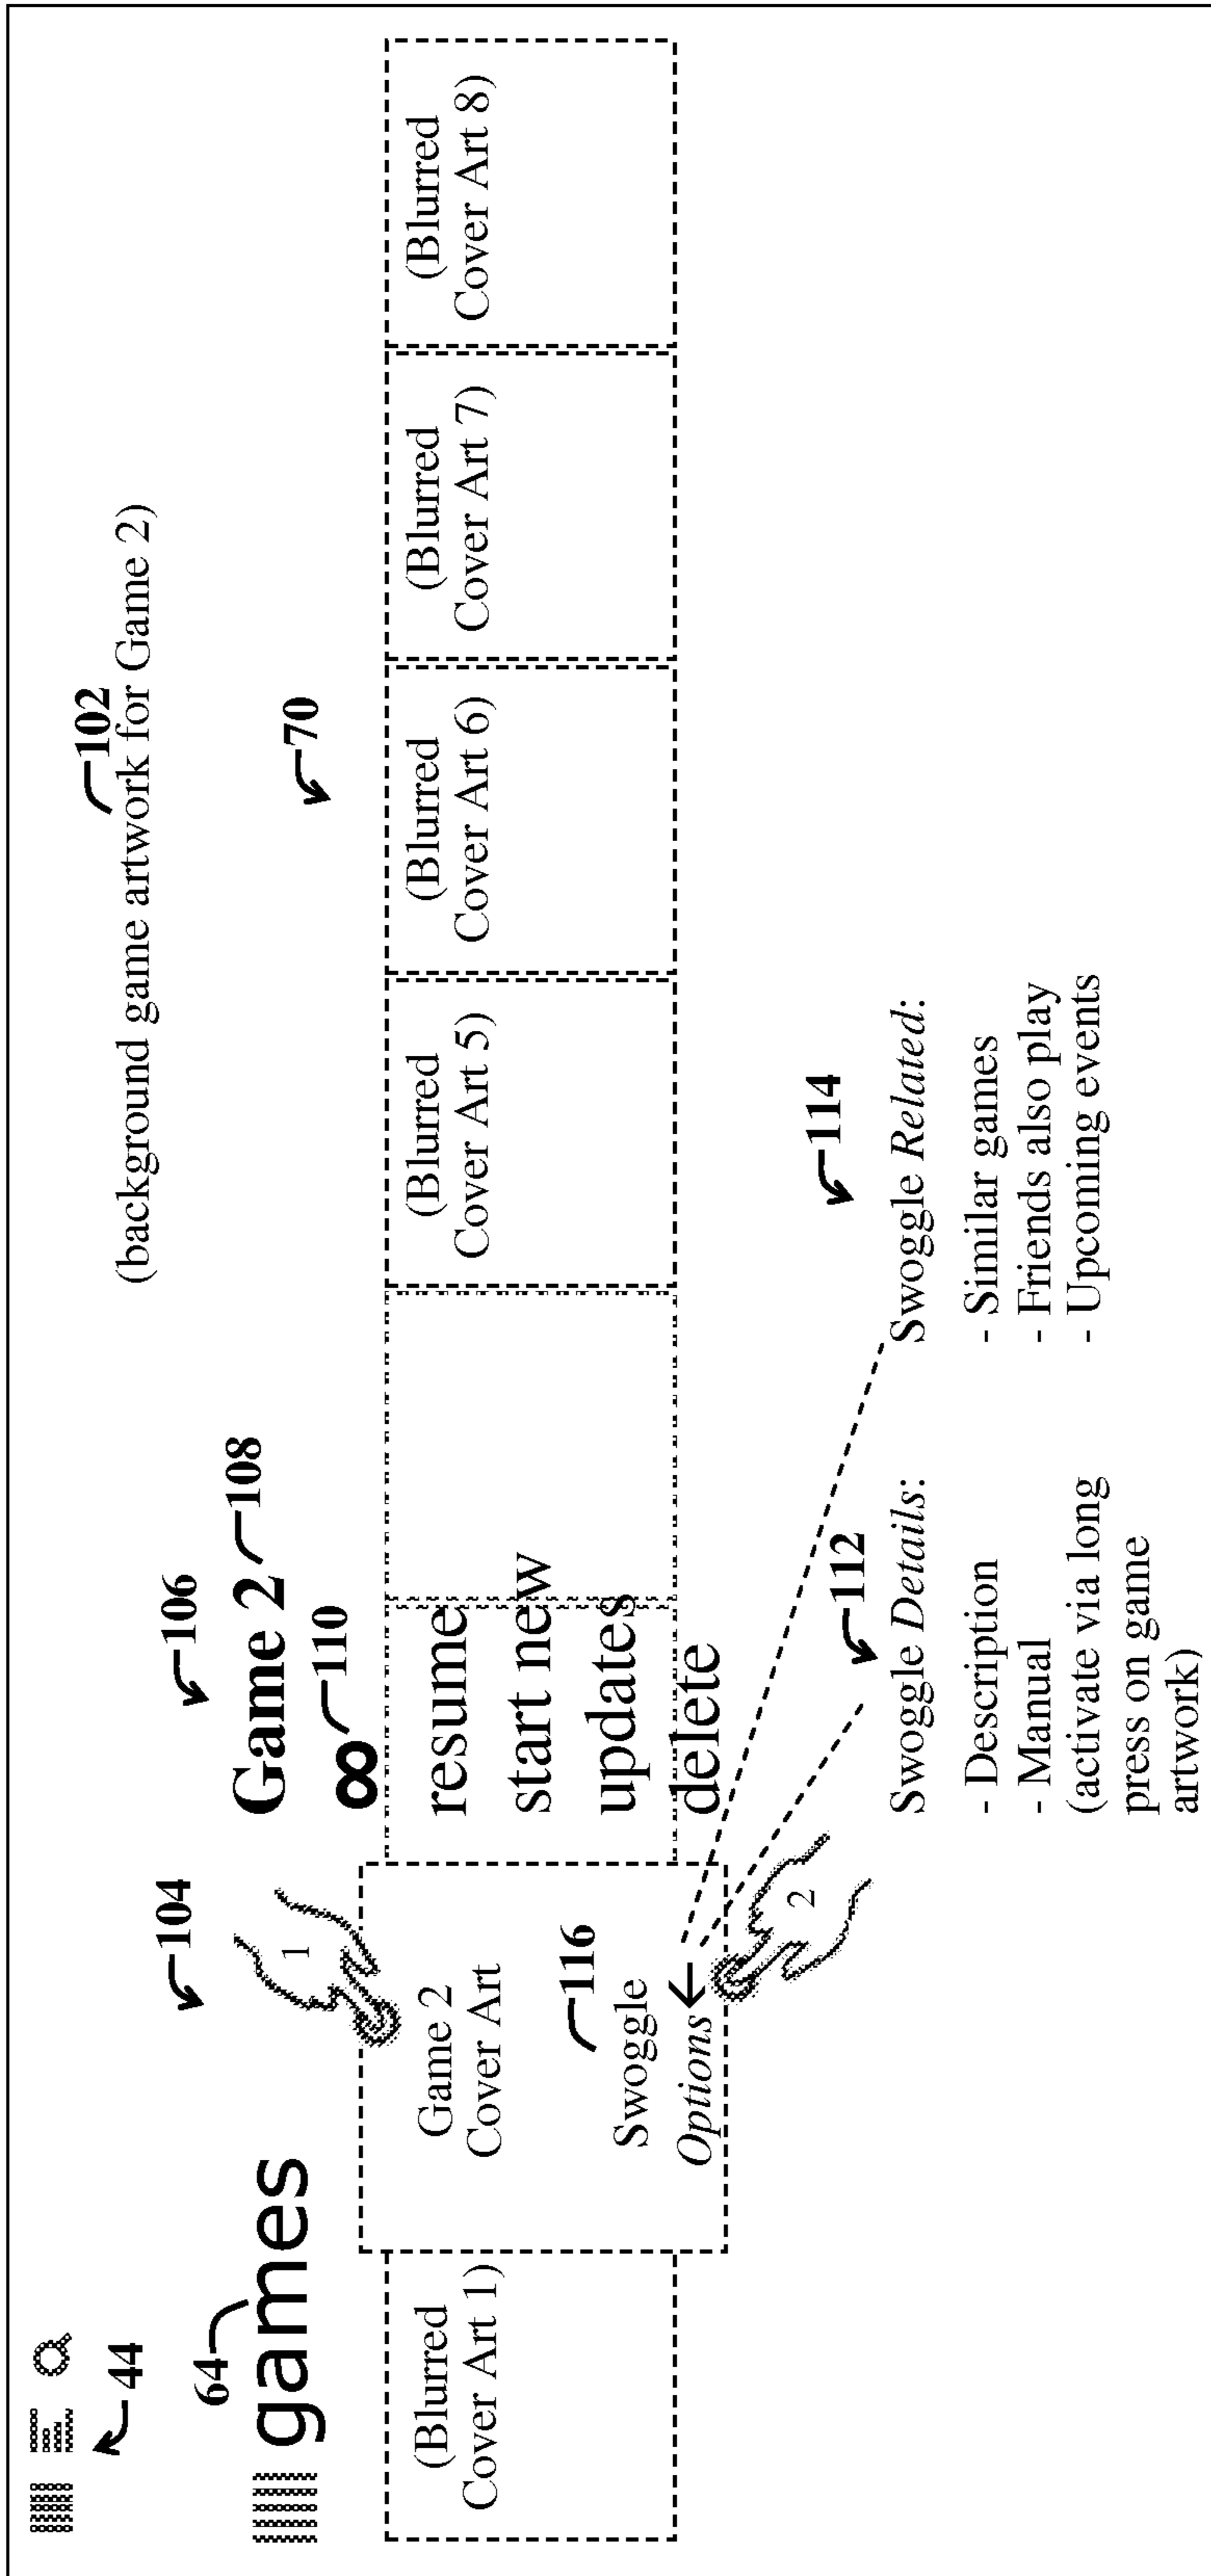 44
64
games
102
(background game artwork for Game 2)
104
106
Game 2
108
110
∞
70
(Blurred
Cover Art 1)
1
Game 2
Cover Art
116
Swoggle
Options
2
resume
start new
updates
delete
(Blurred
Cover Art 5)
(Blurred
Cover Art 6)
(Blurred
Cover Art 7)
(Blurred
Cover Art 8)
112
Swoggle Details:
- Description
- Manual
(activate via long
press on game
artwork)
114
Swoggle Related:
- Similar games
- Friends also play
- Upcoming events